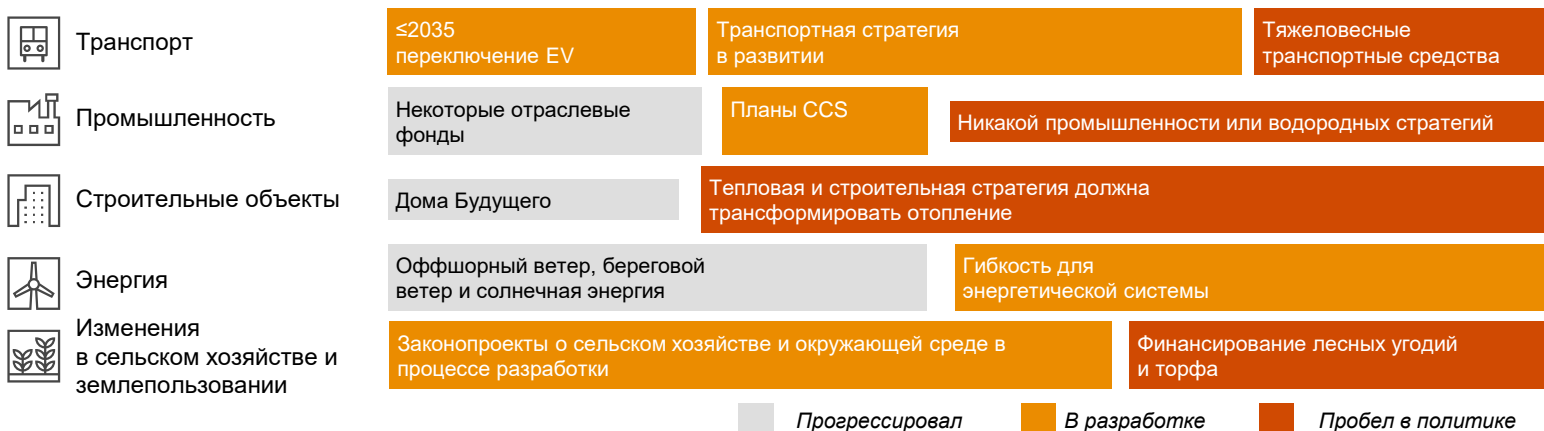 Транспорт
≤2035
переключение EV
Транспортная стратегия
в развитии
Тяжеловесные
транспортные средства
Промышленность
Некоторые отраслевые
фонды
Планы CCS
Никакой промышленности или водородных стратегий
Строительные объекты
Дома Будущего
Тепловая и строительная стратегия должна
трансформировать отопление
Энергия
Оффшорный ветер, береговой
ветер и солнечная энергия
Гибкость для
энергетической системы
Изменения
в сельском хозяйстве и
землепользовании
Законопроекты о сельском хозяйстве и окружающей среде в
процессе разработки
Финансирование лесных угодий
и торфа
Прогрессировал
В разработке
Пробел в политике